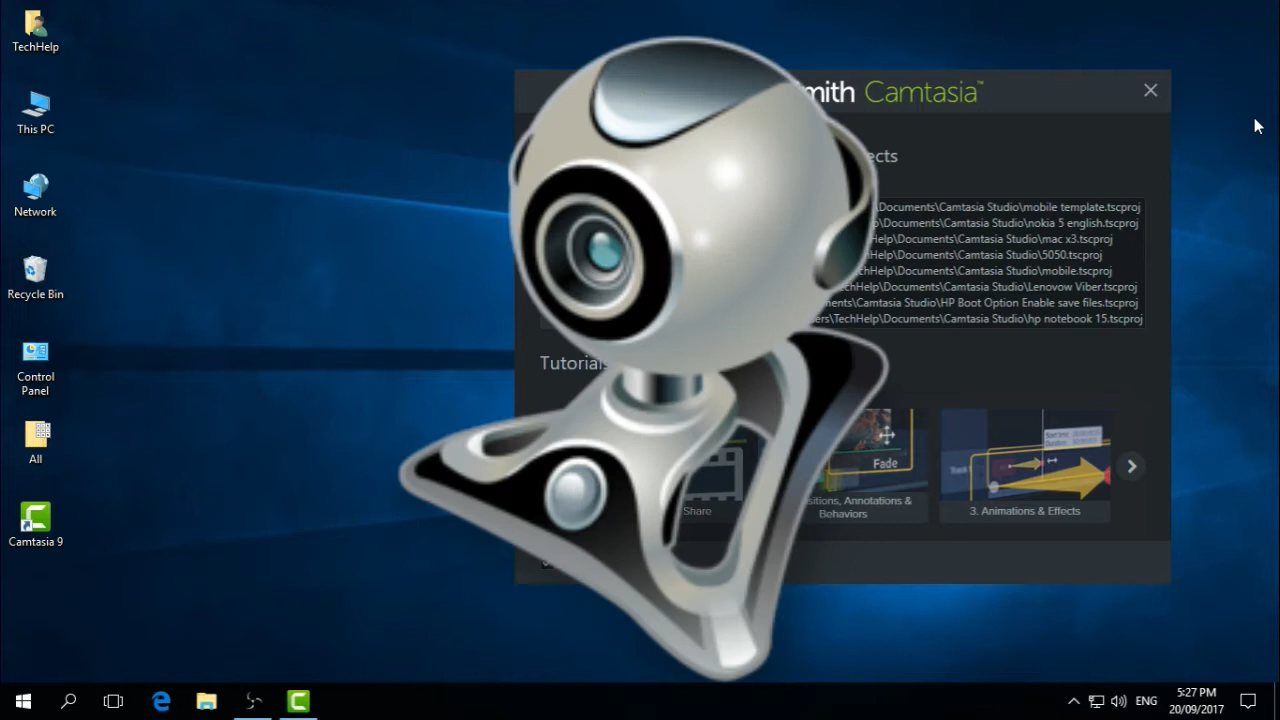 TechHelp
This PC
Network
Recycle Bin
Control
Panel
All
Camtasia 9
mith Camtasia™
ects
Documents\Camtasia Studio\mobile template.tscproj
\Documents\Camtasia Studio\nokia 5 english.tscproj
Help\Documents\Camtasia Studio\mac x3.tscproj
Help\Documents\Camtasia Studio\5050.tscproj
echHelp\Documents\Camtasia Studio\mobile.tscproj
TechHelp\Documents\Camtasia Studio\Lenovow Viber.tscproj
ments\Camtasia Studio\HP Boot Option Enable save files.tscproj
ers\TechHelp\Documents\Camtasia Studio\hp notebook 15.tscproj
Tutorials
Fade
Share
sitions, Annotations &
Behaviors
3. Animations & Effects
ENG
5:27 PM
20/09/2017